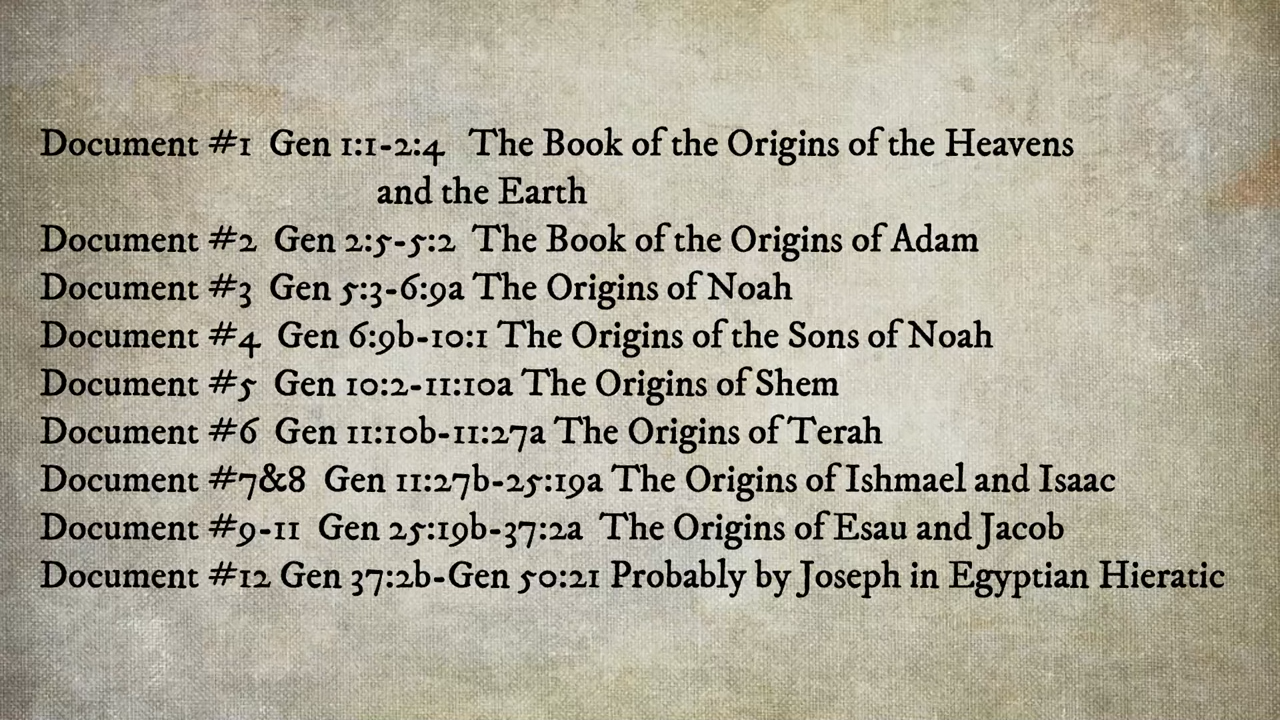 Document #1 Gen 1:1-2:4 The Book of the Origins of the Heavens
and the Earth
Document #2 Gen 2:5-5:2 The Book of the Origins of Adam
Document #3 Gen 5:3-6:9a The Origins of Noah
Document #4 Gen 6:9b-10:1 The Origins of the Sons of Noah
Document #5 Gen 10:2-11:10a The Origins of Shem
Document #6 Gen 11:10b-11:27a The Origins of Terah
Document #7&8 Gen 11:27b-25:19a The Origins of Ishmael and Isaac
Document #9-11 Gen 25:19b-37:2a The Origins of Esau and Jacob
Document #12 Gen 37:2b-Gen 50:21 Probably by Joseph in Egyptian Hieratic